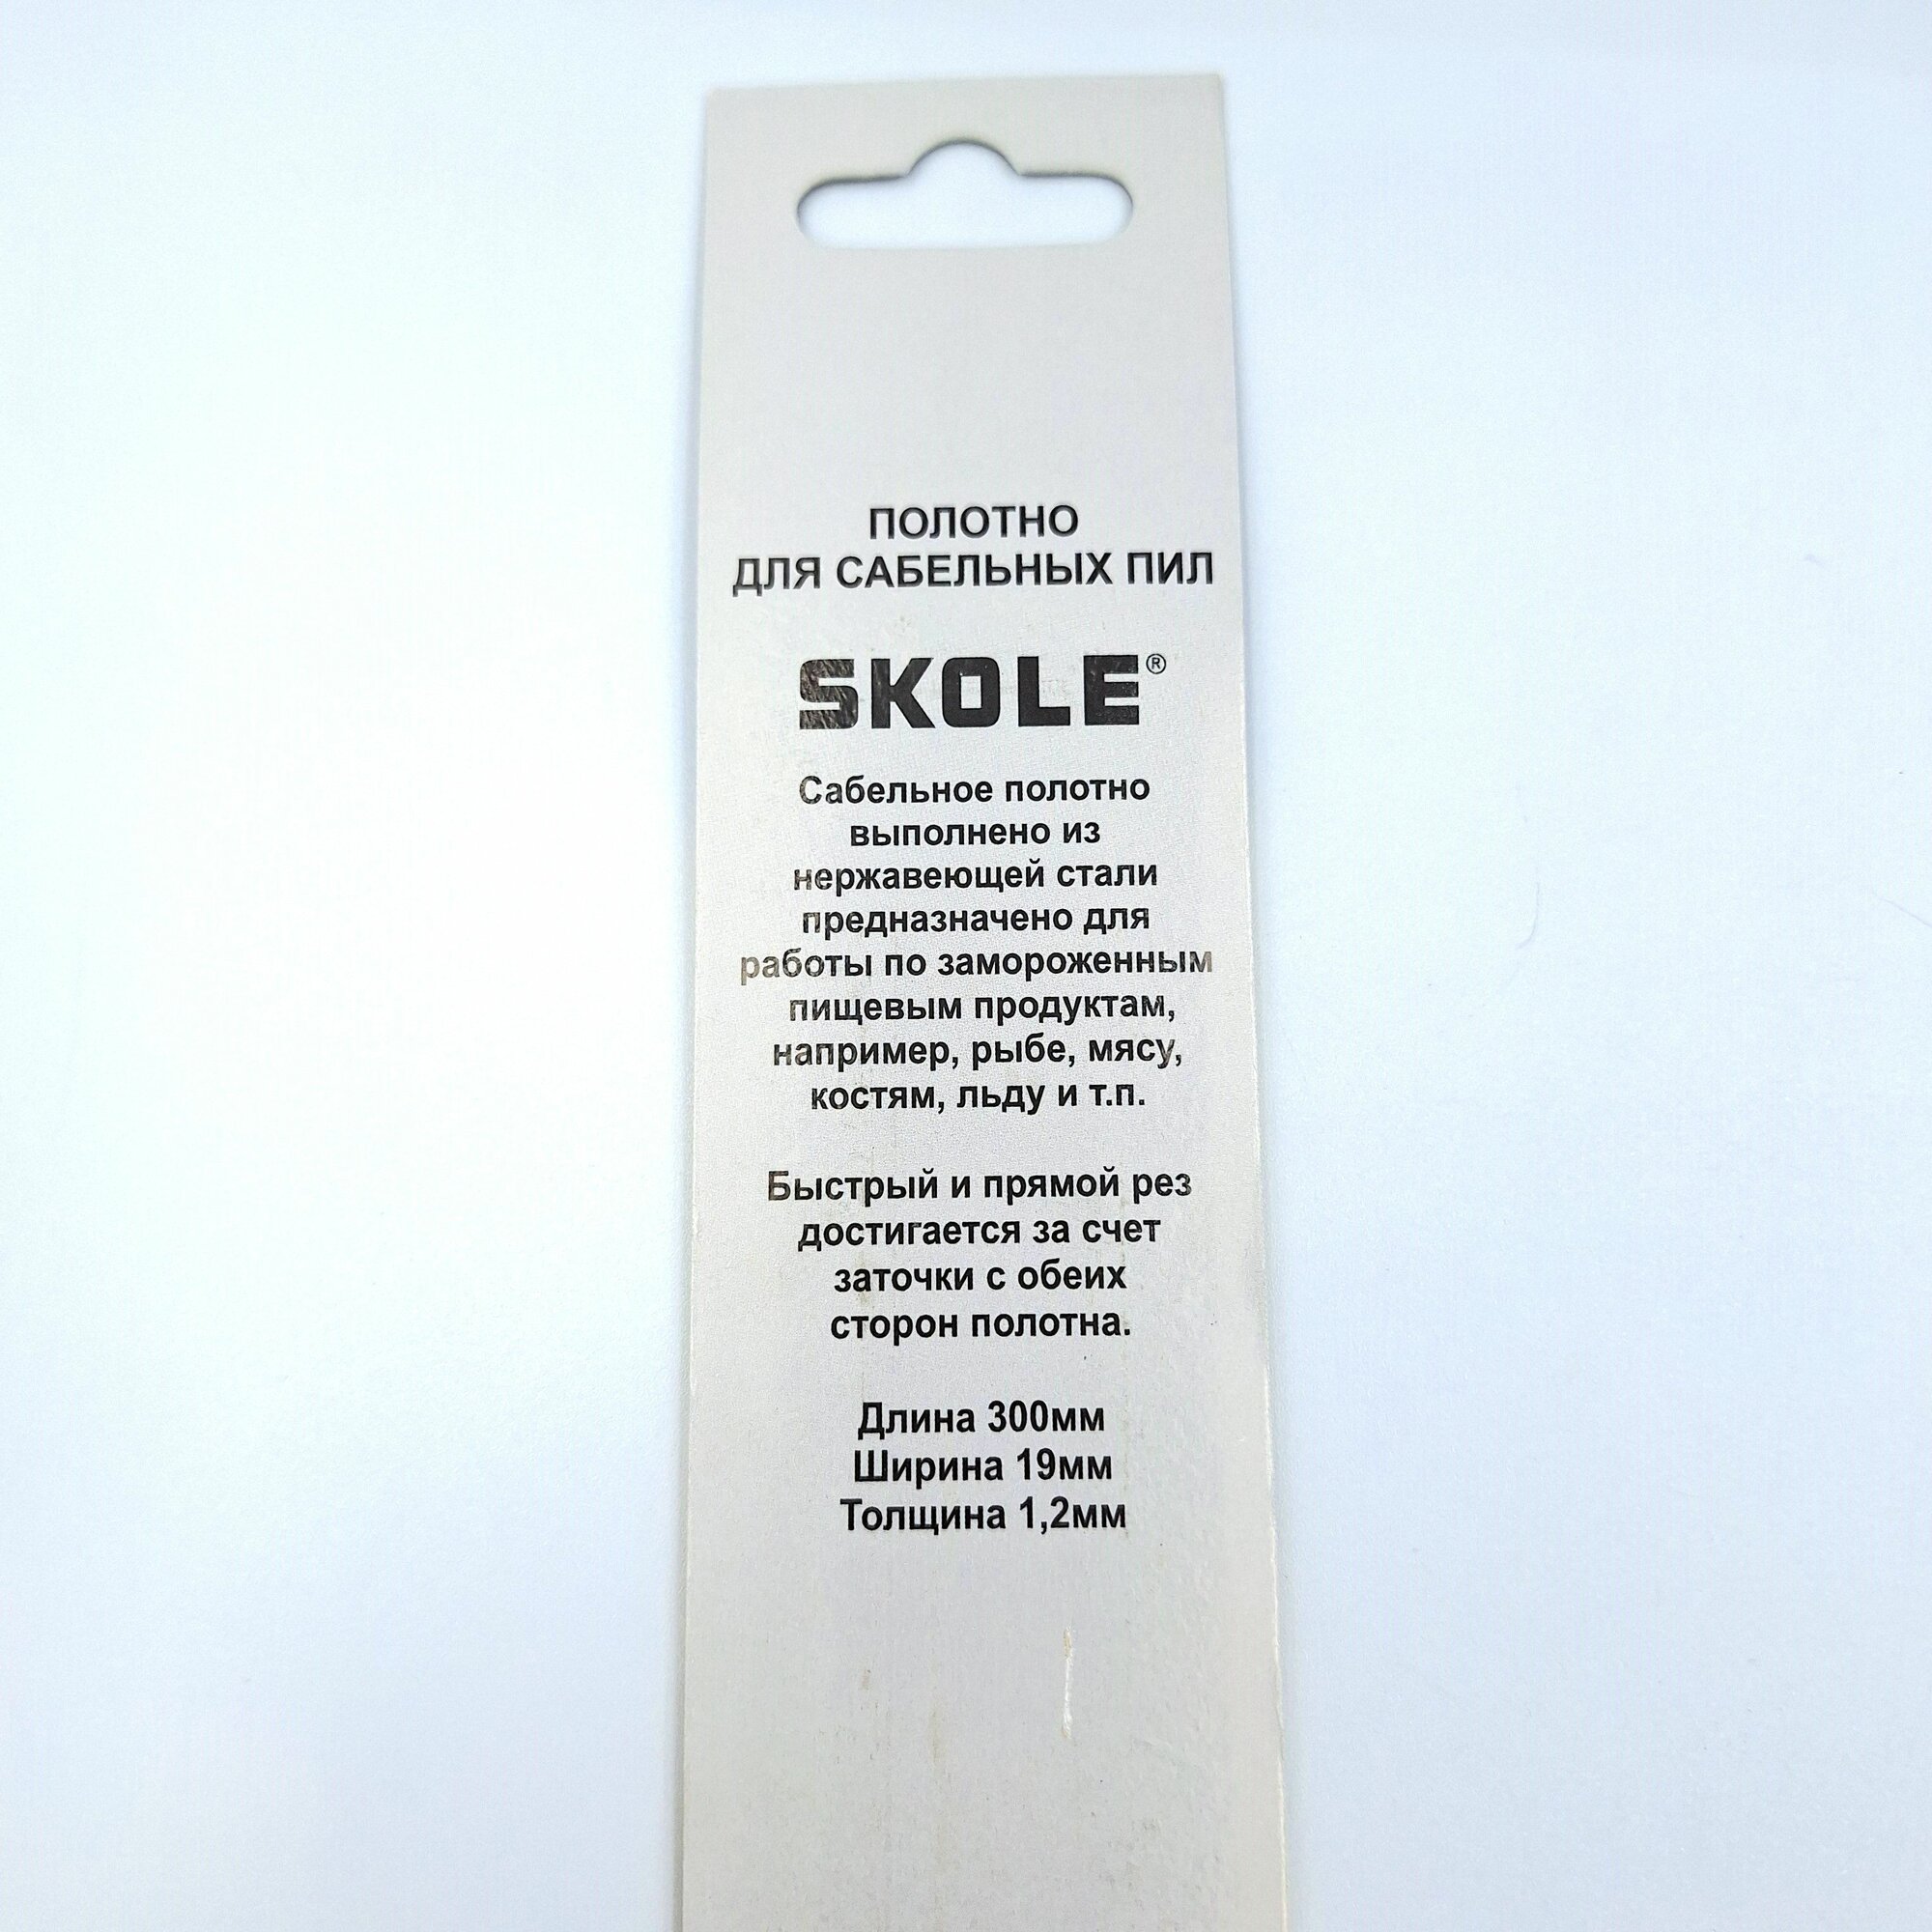 ПОЛОТНО
ДЛЯ САБЕЛЬНЫХ ПИЛ
SKOLE®
Сабельное полотно
выполнено из
нержавеющей стали
предназначено для
работы по замороженным
пищевым продуктам,
например, рыбе, мясу,
костям, льду и т.п.
Быстрый и прямой рез
достигается за счет
заточки с обеих
сторон полотна.
Длина 300мм
Ширина 19мм
Толщина 1,2мм